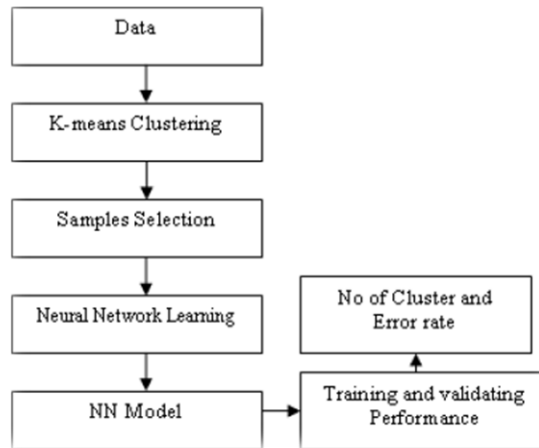 Data
K-means Clustering
Samples Selection
Neural Network Learning
No of Cluster and
Error rate
NN Model
Training and validating
Performance